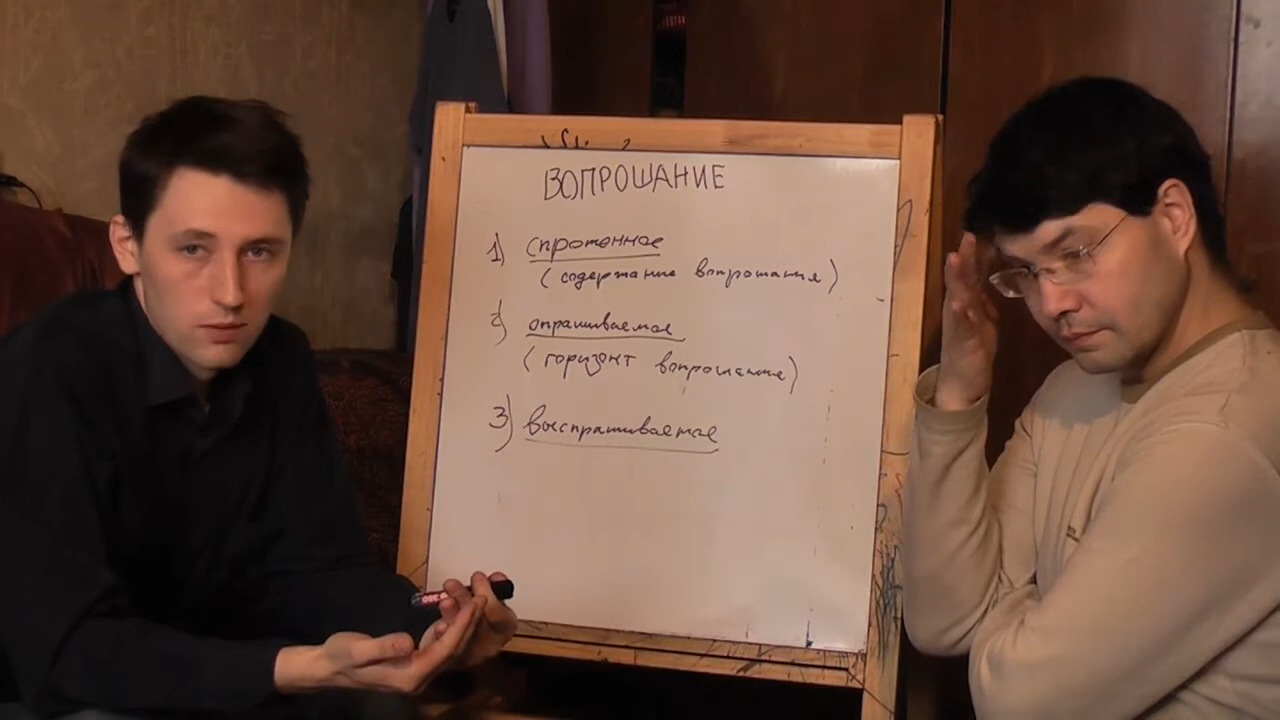 ВОПРОШАНИЕ
1) спрошенное
(содержание вопрошания)
2) опрашиваемое
(горизонт вопрошания)
3) выспрашиваемое